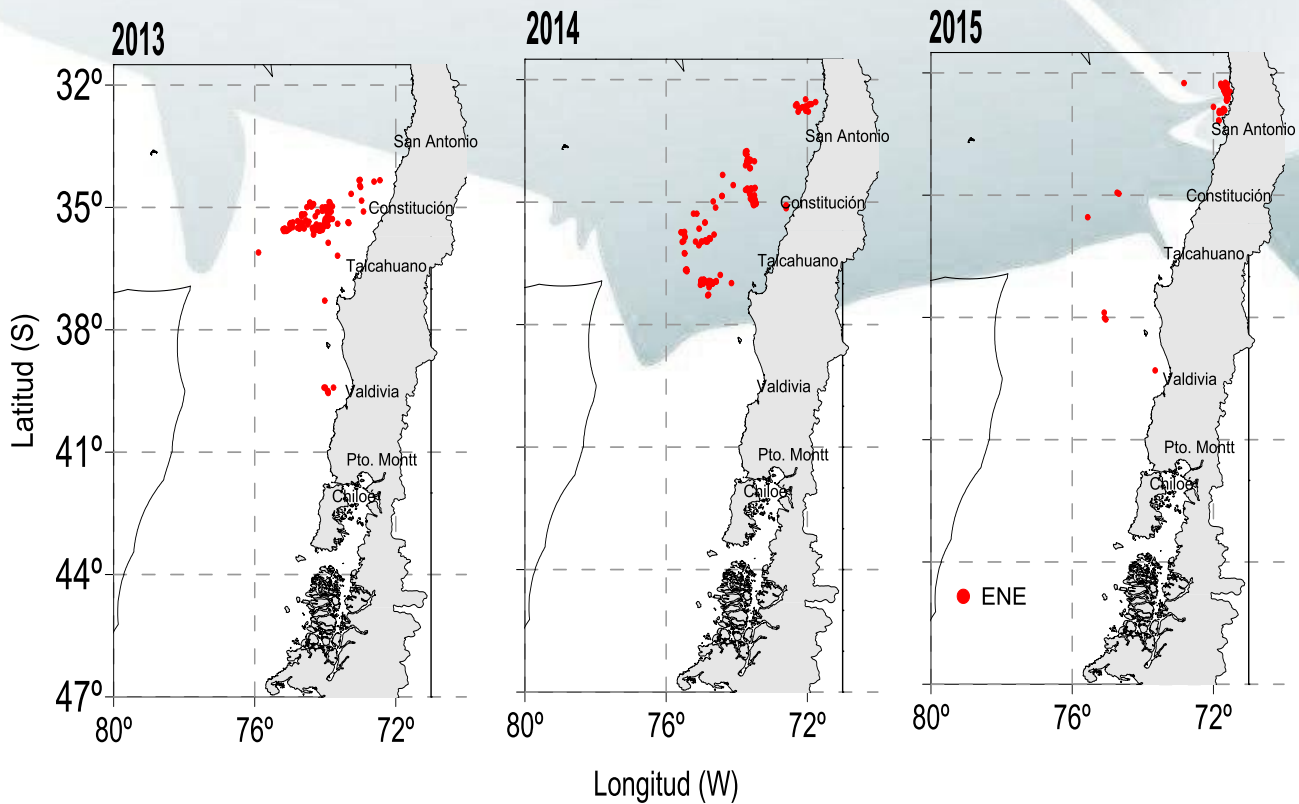 2013
2014
2015
32º
35º
38º
41º
44º
47º
Latitud (S)
San Antonio
Constitución
Talcahuano
Valdivia
Pto. Montt
Chiloé
80º
76º
72º
San Antonio
Constitución
Talcahuano
Valdivia
Pto. Montt
Chiloé
80º
76º
72º
San Antonio
Constitución
Talcahuano
Valdivia
Pto. Montt
Chiloé
ENE
80º
76º
72º
Longitud (W)